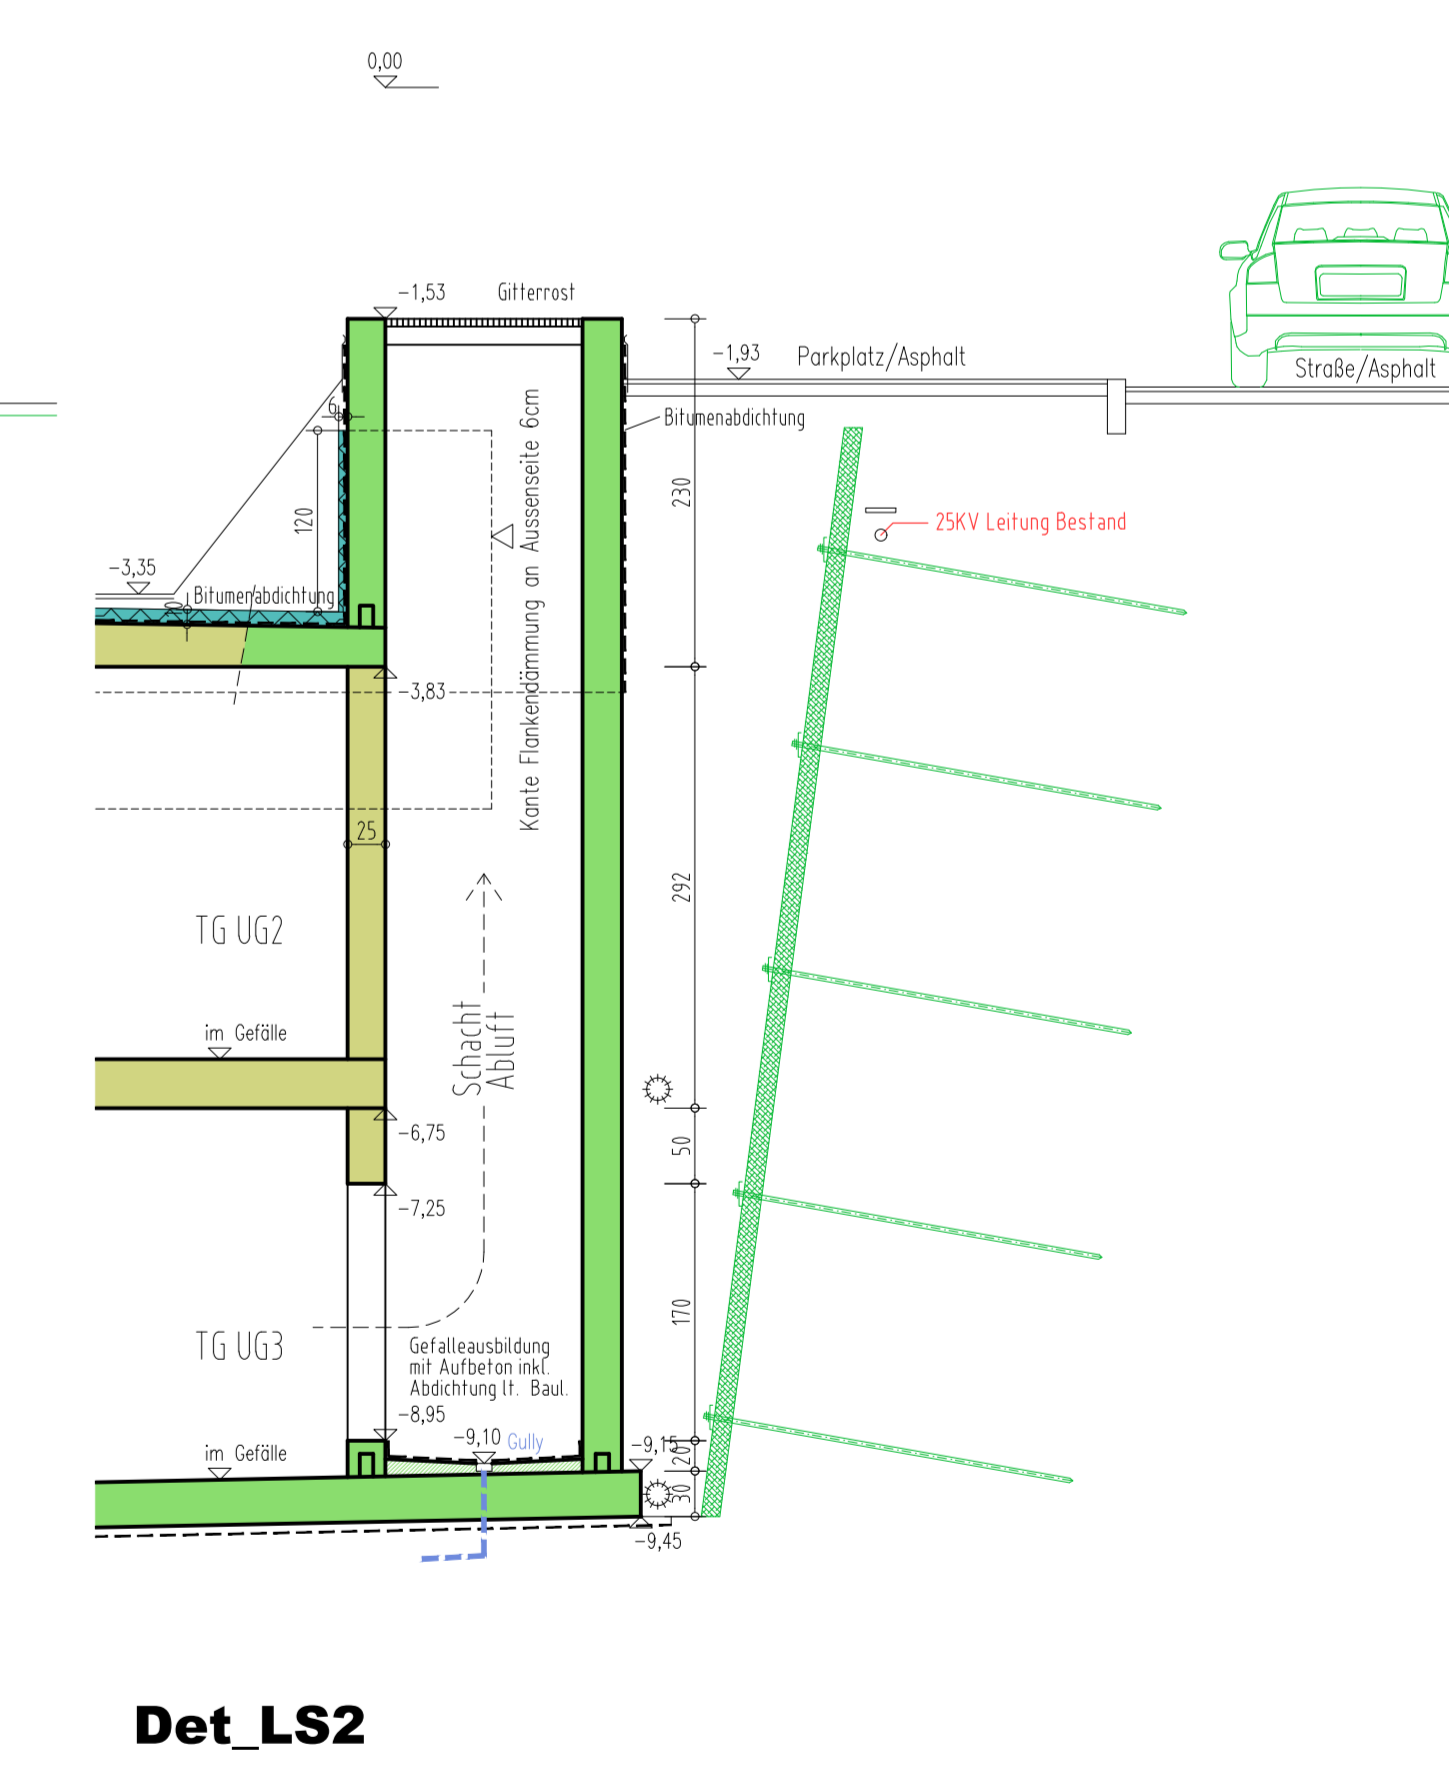 0,00
-1,53
Gitterrost
-1,93
Parkplatz/Asphalt
Straße/Asphalt
6
Bitumenabdichtung
120
230
Kante Flankendämmung an Aussenseite 6cm
25KV Leitung Bestand
-3,35
Bitumenabdichtung
-3,83
25
292
TG UG2
Schacht
Abluft
im Gefälle
-6,75
50
-7,25
170
TG UG3
Gefalleausbildung
mit Aufbeton inkl.
Abdichtung lt. Baul.
-8,95
-9,10
Gully
-9,15
20
im Gefälle
30
-9,45
Det_LS2